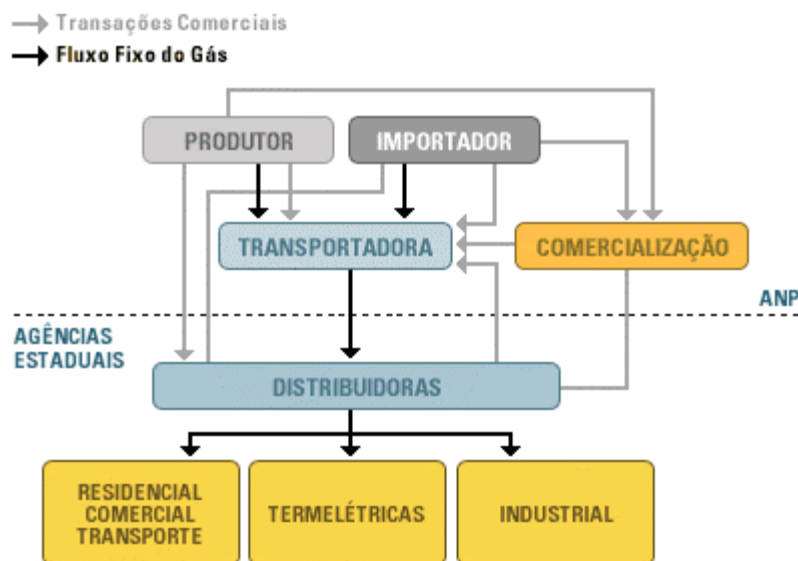 Transações Comerciais
Fluxo Fixo do Gás
PRODUTOR
IMPORTADOR
TRANSPORTADORA
COMERCIALIZAÇÃO
ANP
AGÊNCIAS
ESTADUAIS
DISTRIBUIDORAS
RESIDENCIAL
COMERCIAL
TRANSPORTE
TERMELÉTRICAS
INDUSTRIAL